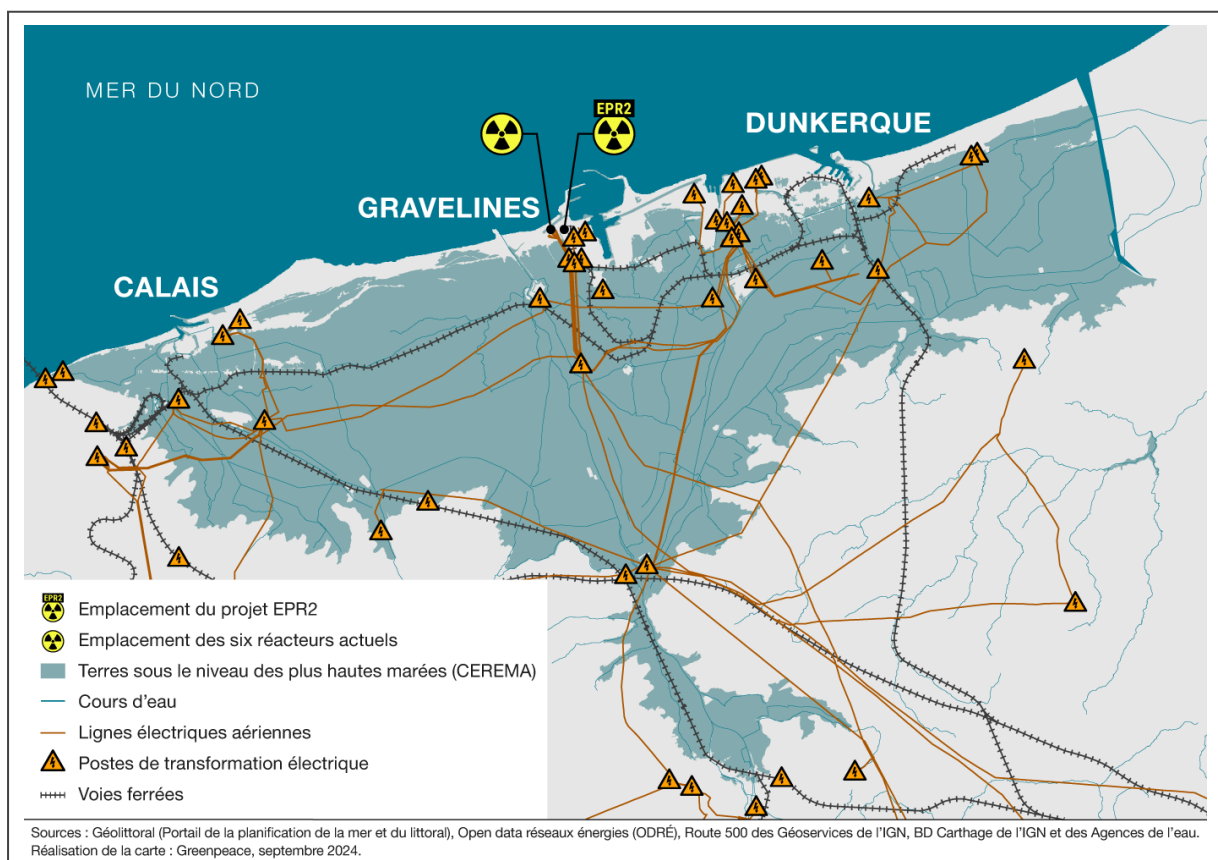 MER DU NORD
EPR2
DUNKERQUE
GRAVELINES
CALAIS
EPR2
Emplacement du projet EPR2
Emplacement des six réacteurs actuels
Terres sous le niveau des plus hautes marées (CEREMA)
Cours d'eau
Lignes électriques aériennes
Postes de transformation électrique
Voies ferrées
Sources : Géolittoral (Portail de la planification de la mer et du littoral), Open data réseaux énergies (ODRÉ), Route 500 des Géoservices de l'IGN, BD Carthage de l'IGN et des Agences de l'eau.
Réalisation de la carte : Greenpeace, septembre 2024.